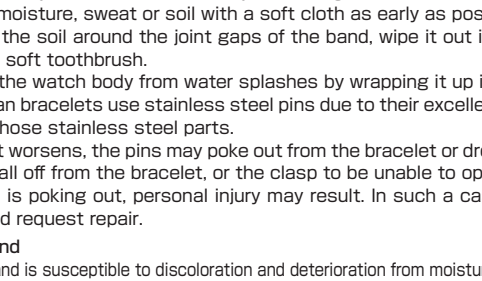 moisture, sweat or soil with a soft cloth as early as pos
the soil around the joint gaps of the band, wipe it out i
soft toothbrush.
the watch body from water splashes by wrapping it up i
an bracelets use stainless steel pins due to their excelle
hose stainless steel parts.
t worsens, the pins may poke out from the bracelet or dr
all off from the bracelet, or the clasp to be unable to op
is poking out, personal injury may result. In such a ca
d request repair.
nd
nd is susceptible to discoloration and deterioration from moistu